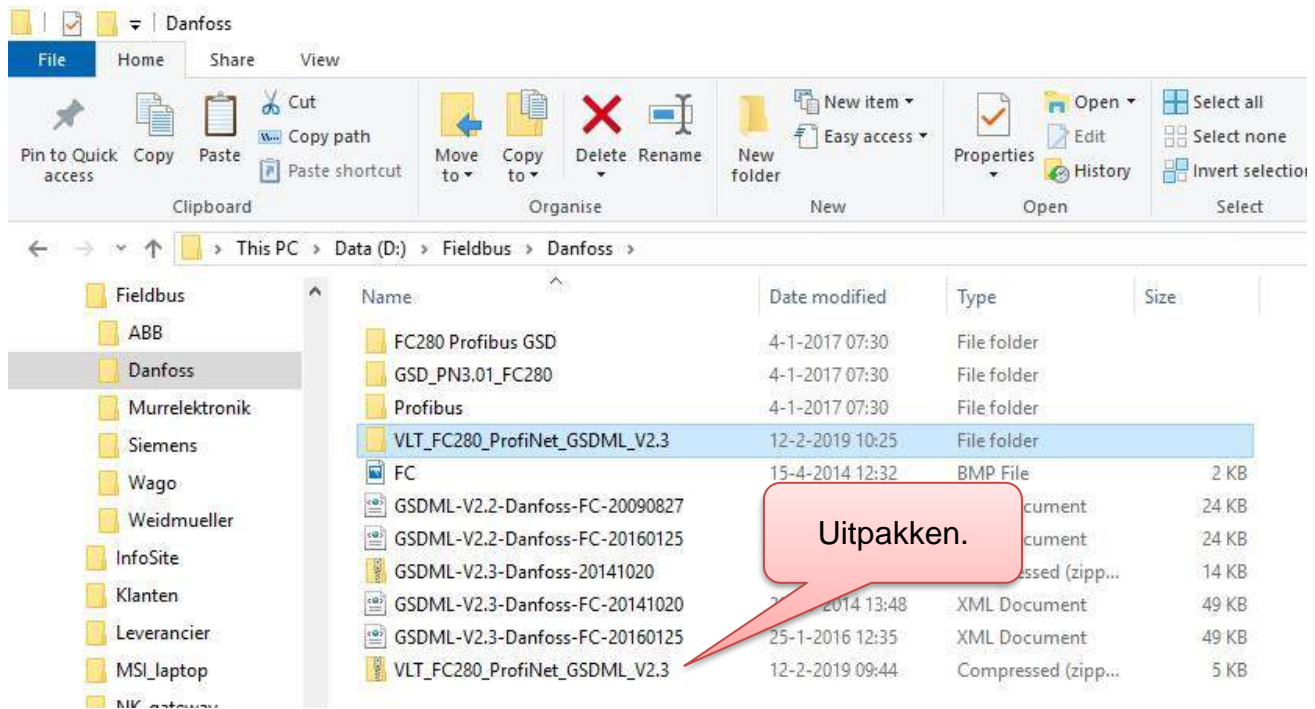 Danfoss
File Home Share View
Pin to Quick access
Copy
Paste
Cut
Copy path
Paste shortcut
Clipboard
Move to
Copy to
Delete
Rename
Organise
New folder
New item
Easy access
New
Properties
Open
Edit
History
Open
Select all
Select none
Invert selection
Select
This PC > Data (D:) > Fieldbus > Danfoss >
Fieldbus
ABB
Danfoss
Murrelektronik
Siemens
Wago
Weidmueller
InfoSite
Klanten
Leverancier
MSI_laptop
Name Date modified Type Size
FC280 Profibus GSD 4-1-2017 07:30 File folder
GSD_PN3.01_FC280 4-1-2017 07:30 File folder
Profibus 4-1-2017 07:30 File folder
VLT_FC280_ProfiNet_GSDML_V2.3 12-2-2019 10:25 File folder
FC 15-4-2014 12:32 BMP File 2 KB
GSDML-V2.2-Danfoss-FC-20090827 24 KB
GSDML-V2.2-Danfoss-FC-20160125 24 KB
GSDML-V2.3-Danfoss-20141020 14 KB
GSDML-V2.3-Danfoss-FC-20141020 2014 13:48 XML Document 49 KB
GSDML-V2.3-Danfoss-FC-20160125 25-1-2016 12:35 XML Document 49 KB
VLT_FC280_ProfiNet_GSDML_V2.3 12-2-2019 09:44 Compressed (zipp... 5 KB
Uitpakken.